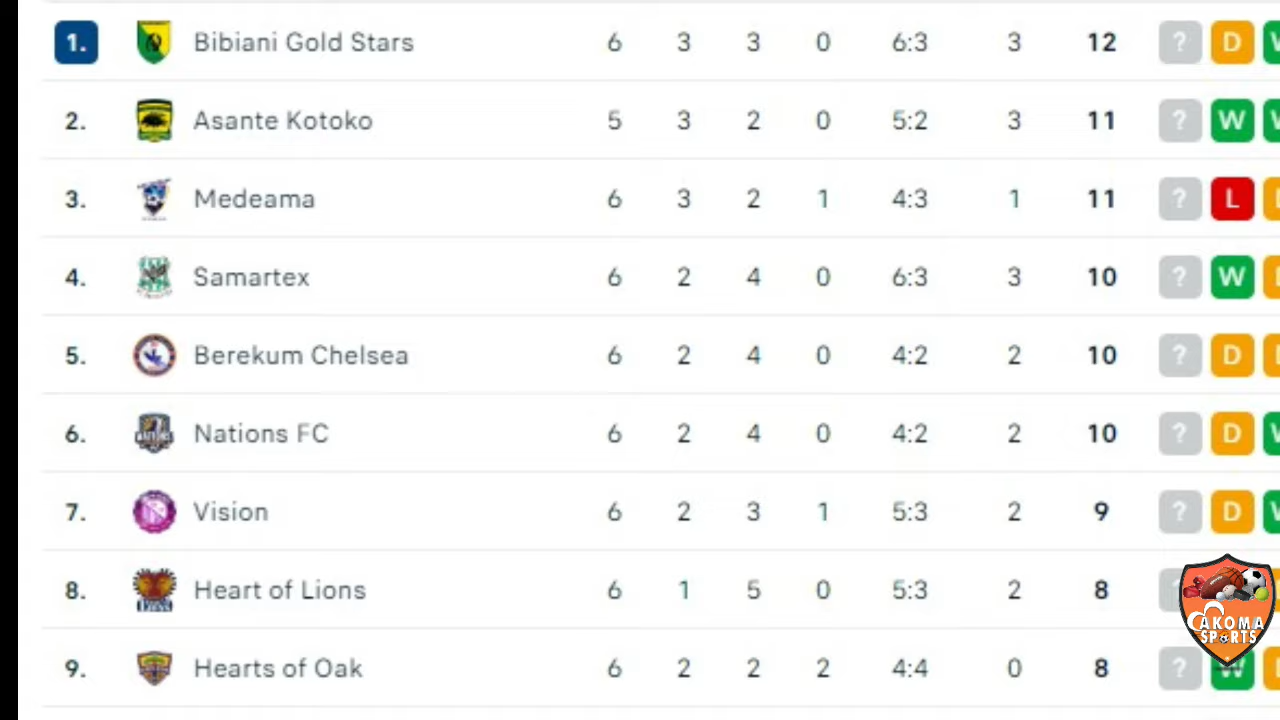 1. Bibiani Gold Stars 6 3 3 0 6:3 3 12 ? D
2. Asante Kotoko 5 3 2 0 5:2 3 11 ? W
3. Medeama 6 3 2 1 4:3 1 11 ? L
4. Samartex 6 2 4 0 6:3 3 10 ? W
5. Berekum Chelsea 6 2 4 0 4:2 2 10 ? D
6. Nations FC 6 2 4 0 4:2 2 10 ? D
7. Vision 6 2 3 1 5:3 2 9 ? D
8. Heart of Lions 6 1 5 0 5:3 2 8
9. Hearts of Oak 6 2 2 2 4:4 0 8 ? W
AKOMA
SPORTS